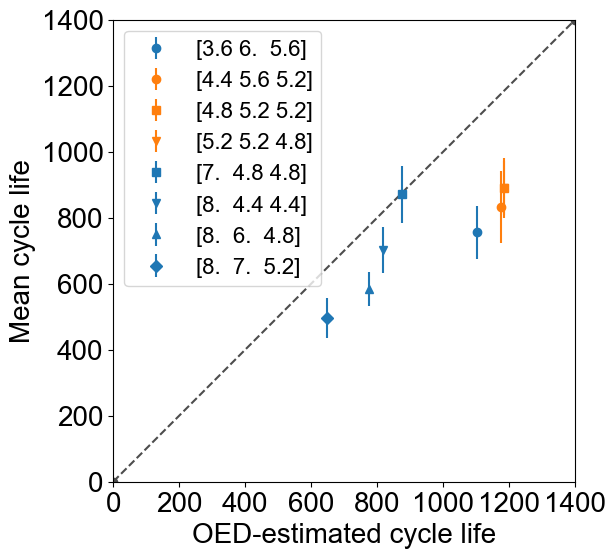 1400
1200
1000
800
600
400
200
0
Mean cycle life
[3.6 6.  5.6]
[4.4 5.6 5.2]
[4.8 5.2 5.2]
[5.2 5.2 4.8]
[7.  4.8 4.8]
[8.  4.4 4.4]
[8.  6.  4.8]
[8.  7.  5.2]
0 200 400 600 800 1000 1200 1400
OED-estimated cycle life